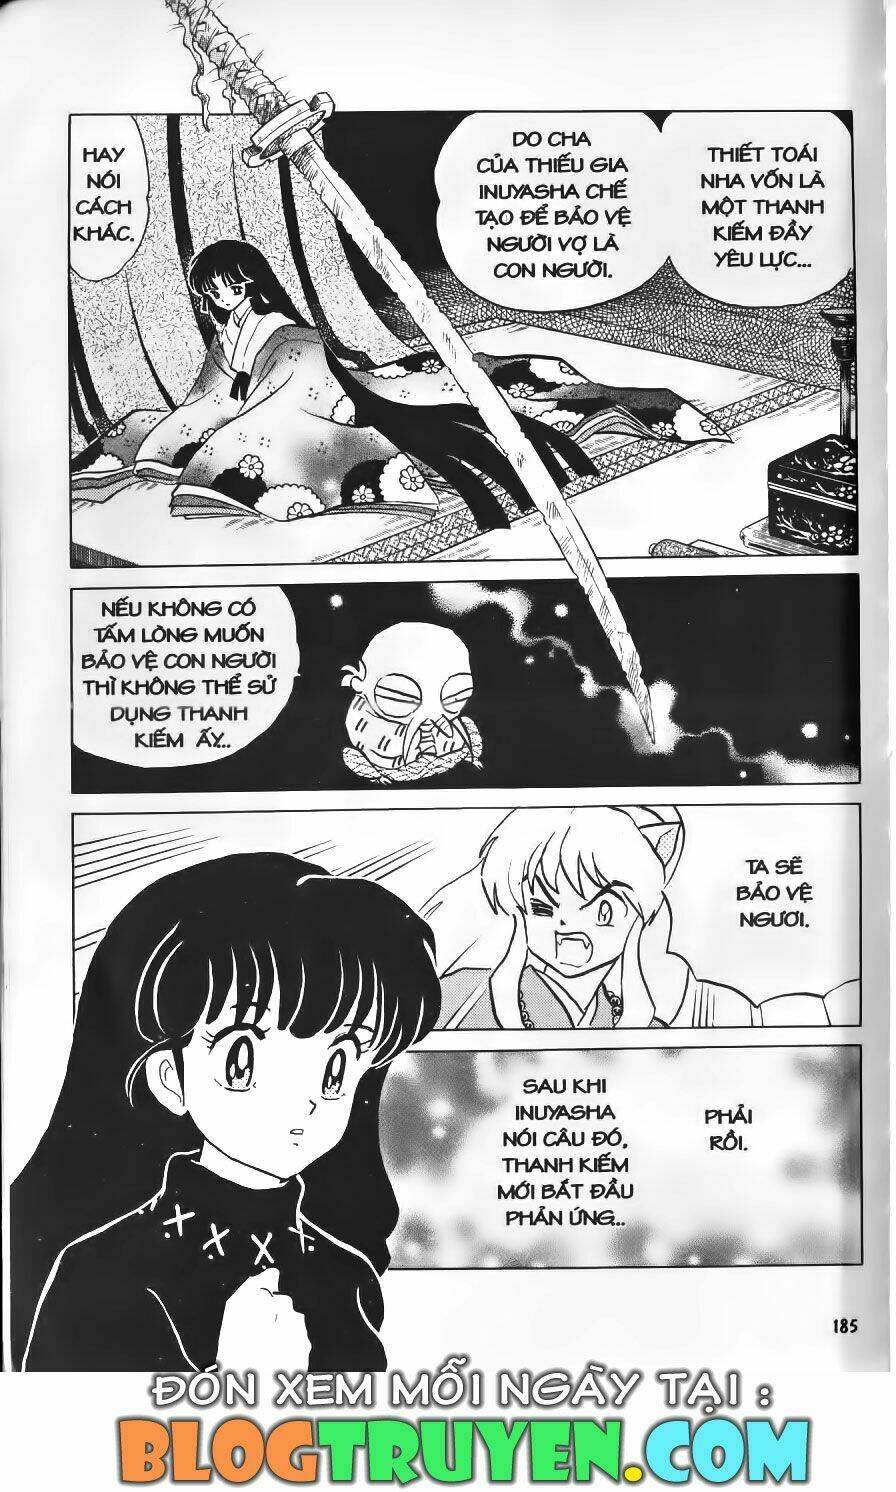 THIẾT TOÁI
NHA VỐN LÀ
MỘT THANH
KIẾM ĐẦY
YÊU LỰC...
DO CHA
CỦA THIẾU GIA
INUYASHA CHẾ
TẠO ĐỂ BẢO VỆ
NGƯỜI VỢ LÀ
CON NGƯỜI.
HAY
NÓI
CÁCH
KHÁC.
NẾU KHÔNG CÓ
TẤM LÒNG MUỐN
BẢO VỆ CON NGƯỜI
THÌ KHÔNG THỂ SỬ
DỤNG THANH
KIẾM ẤY...
TA SẼ
BẢO VỆ
NGƯƠI.
PHẢI
RỒI.
SAU KHI
INUYASHA
NÓI CÂU ĐÓ,
THANH KIẾM
MỚI BẮT ĐẦU
PHẢN ỨNG...
185
ĐÓN XEM MỖI NGÀY TẠI :
BLOGTRUYEN.COM